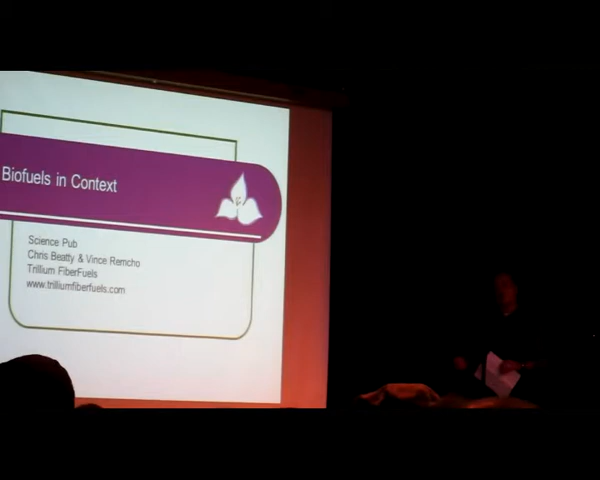 Biofuels in Context
Science Pub
Chris Beatty & Vince Remcho
Trillium FiberFuels
www.trilliumfiberfuels.com